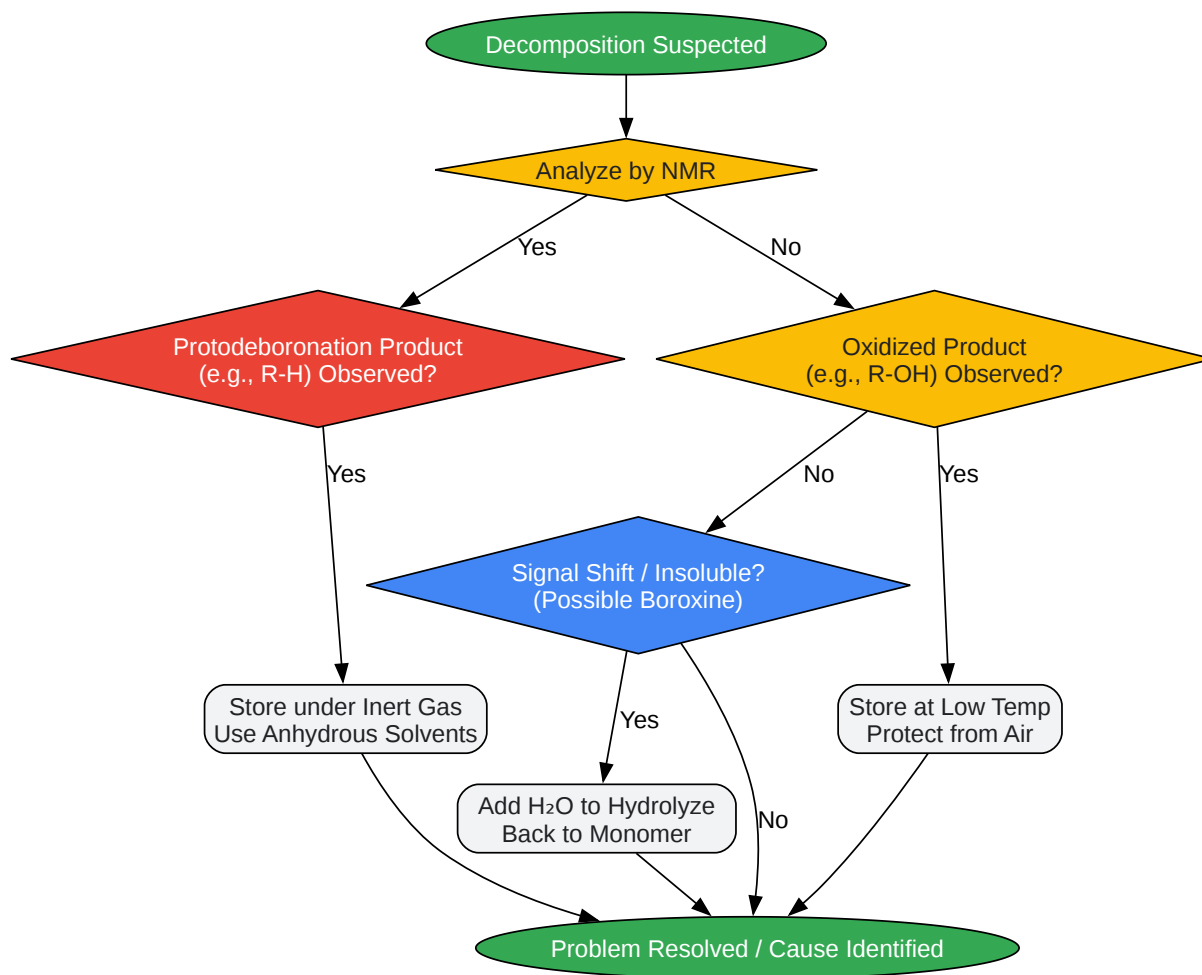 Decomposition Suspected
Analyze by NMR
Yes
No
Protodeboronation Product
(e.g., R-H) Observed?
Oxidized Product
(e.g., R-OH) Observed?
Yes
No
Yes
Signal Shift / Insoluble?
(Possible Boroxine)
Store under Inert Gas
Use Anhydrous Solvents
Yes
Store at Low Temp
Protect from Air
Add H₂O to Hydrolyze
Back to Monomer
No
Problem Resolved / Cause Identified